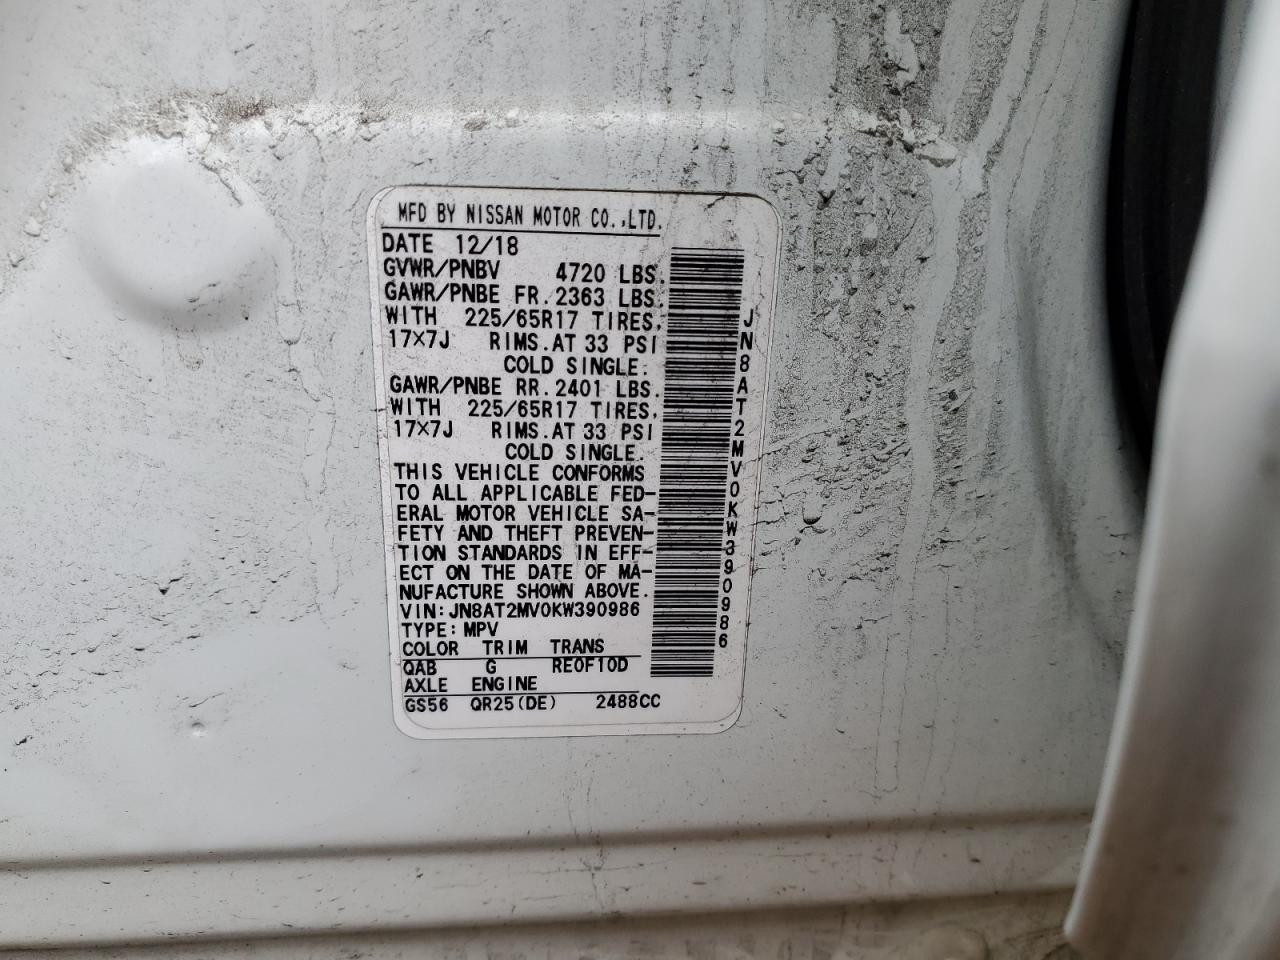 MFD BY NISSAN MOTOR CO.,LTD.
DATE 12/18
GVWR/PNBV 4720 LBS.
GAWR/PNBE FR. 2363 LBS.
WITH 225/65R17 TIRES,
17×7J RIMS.AT 33 PSI
COLD SINGLE.
GAWR/PNBE RR. 2401 LBS.
WITH 225/65R17 TIRES,
17×7J RIMS.AT 33 PSI
COLD SINGLE.
THIS VEHICLE CONFORMS
TO ALL APPLICABLE FED-
ERAL MOTOR VEHICLE SA-
FETY AND THEFT PREVEN-
TION STANDARDS IN EFF-
ECT ON THE DATE OF MA-
NUFACTURE SHOWN ABOVE.
VIN:JN8AT2MV0KW390986
TYPE:MPV
COLOR TRIM TRANS
QAB G RE0F10D
AXLE ENGINE
GS56 QR25(DE) 2488CC
JN8AT2MV0KW390986